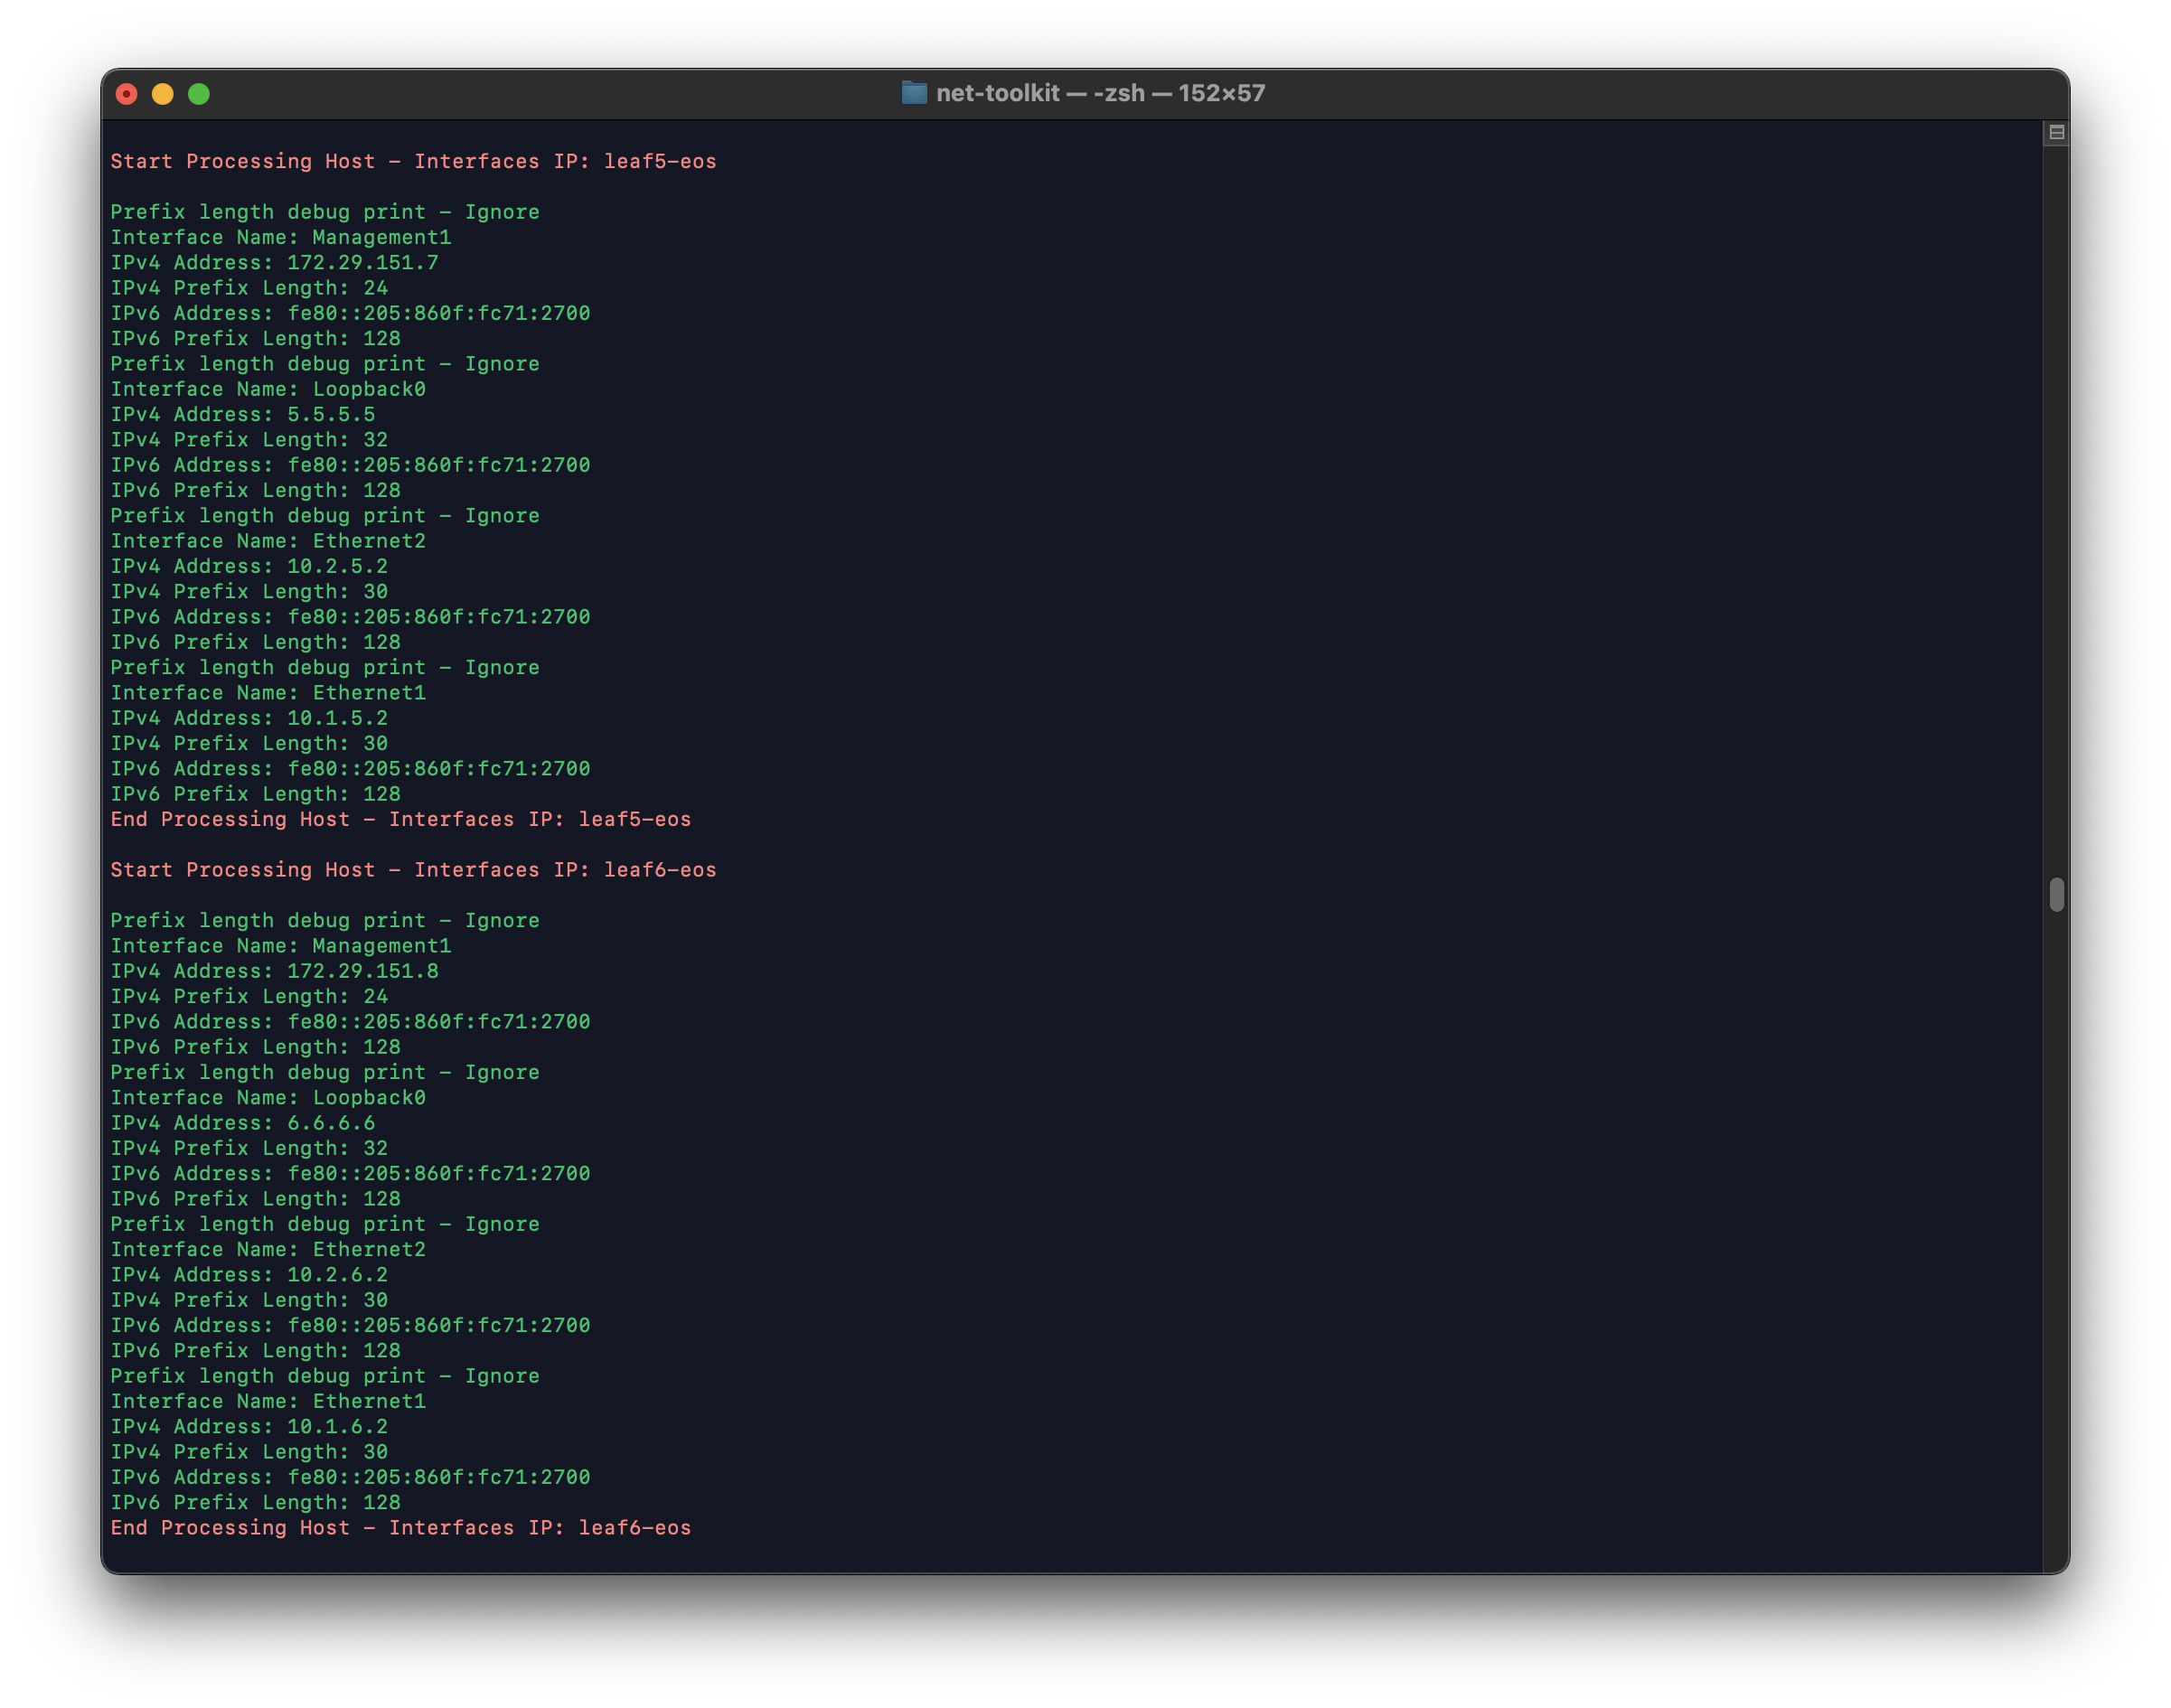 net-toolkit — -zsh — 152×57
Start Processing Host - Interfaces IP: leaf5-eos
Prefix length debug print - Ignore
Interface Name: Management1
IPv4 Address: 172.29.151.7
IPv4 Prefix Length: 24
IPv6 Address: fe80::205:860f:fc71:2700
IPv6 Prefix Length: 128
Prefix length debug print - Ignore
Interface Name: Loopback0
IPv4 Address: 5.5.5.5
IPv4 Prefix Length: 32
IPv6 Address: fe80::205:860f:fc71:2700
IPv6 Prefix Length: 128
Prefix length debug print - Ignore
Interface Name: Ethernet2
IPv4 Address: 10.2.5.2
IPv4 Prefix Length: 30
IPv6 Address: fe80::205:860f:fc71:2700
IPv6 Prefix Length: 128
Prefix length debug print - Ignore
Interface Name: Ethernet1
IPv4 Address: 10.1.5.2
IPv4 Prefix Length: 30
IPv6 Address: fe80::205:860f:fc71:2700
IPv6 Prefix Length: 128
End Processing Host - Interfaces IP: leaf5-eos
Start Processing Host - Interfaces IP: leaf6-eos
Prefix length debug print - Ignore
Interface Name: Management1
IPv4 Address: 172.29.151.8
IPv4 Prefix Length: 24
IPv6 Address: fe80::205:860f:fc71:2700
IPv6 Prefix Length: 128
Prefix length debug print - Ignore
Interface Name: Loopback0
IPv4 Address: 6.6.6.6
IPv4 Prefix Length: 32
IPv6 Address: fe80::205:860f:fc71:2700
IPv6 Prefix Length: 128
Prefix length debug print - Ignore
Interface Name: Ethernet2
IPv4 Address: 10.2.6.2
IPv4 Prefix Length: 30
IPv6 Address: fe80::205:860f:fc71:2700
IPv6 Prefix Length: 128
Prefix length debug print - Ignore
Interface Name: Ethernet1
IPv4 Address: 10.1.6.2
IPv4 Prefix Length: 30
IPv6 Address: fe80::205:860f:fc71:2700
IPv6 Prefix Length: 128
End Processing Host - Interfaces IP: leaf6-eos